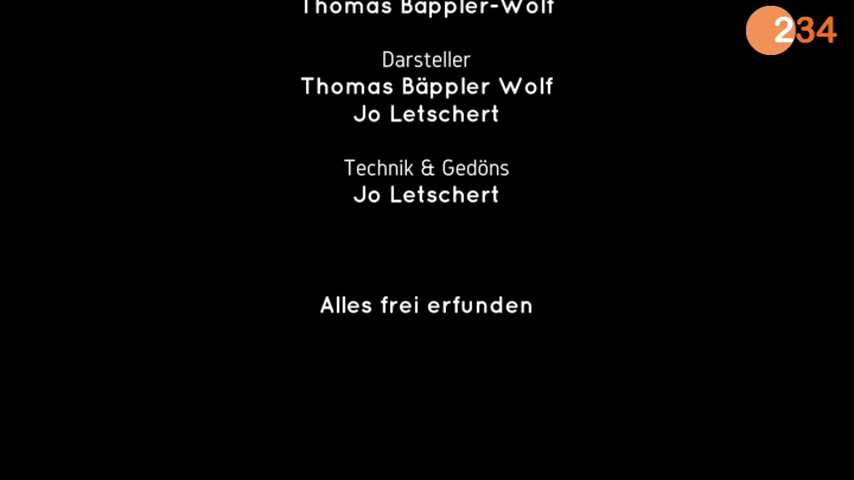 Thomas Bäppler-Wolf
234
Darsteller
Thomas Bäppler Wolf
Jo Letschert
Technik & Gedöns
Jo Letschert
Alles frei erfunden